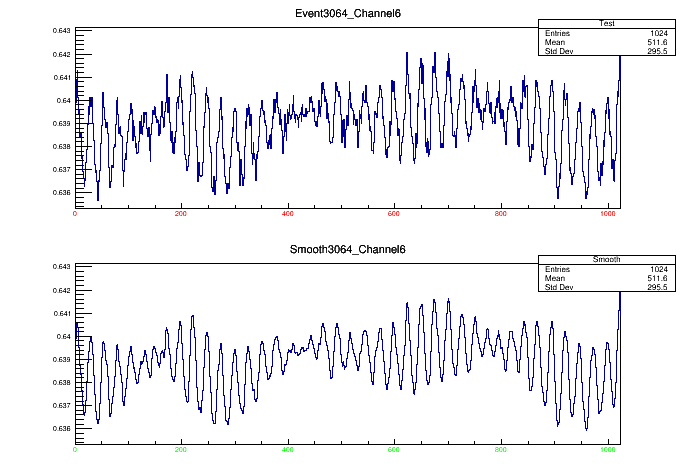 Event3064_Channel6
Test
Entries 1024
Mean 511.6
Std Dev 295.5
0.643
0.642
0.641
0.64
0.639
0.638
0.637
0.636
0 200 400 600 800 1000
Smooth3064_Channel6
Smooth
Entries 1024
Mean 511.6
Std Dev 295.5
0.643
0.642
0.641
0.64
0.639
0.638
0.637
0.636
0 200 400 600 800 1000